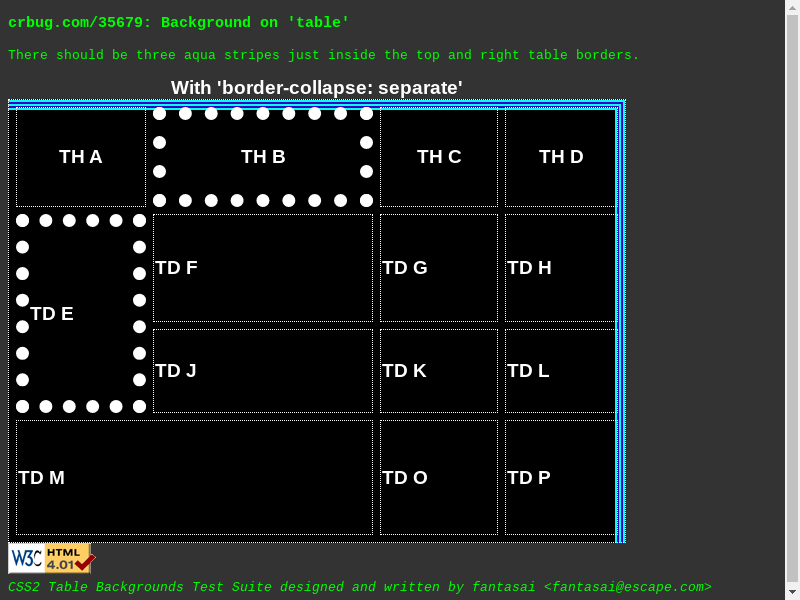 crbug.com/35679: Background on 'table'
There should be three aqua stripes just inside the top and right table borders.
With 'border-collapse: separate'
TH A TH B TH C TH D
TD E TD F TD G TD H
TD J TD K TD L
TD M TD O TD P
W3C HTML 4.01
CSS2 Table Backgrounds Test Suite designed and written by fantasai <fantasai@escape.com>